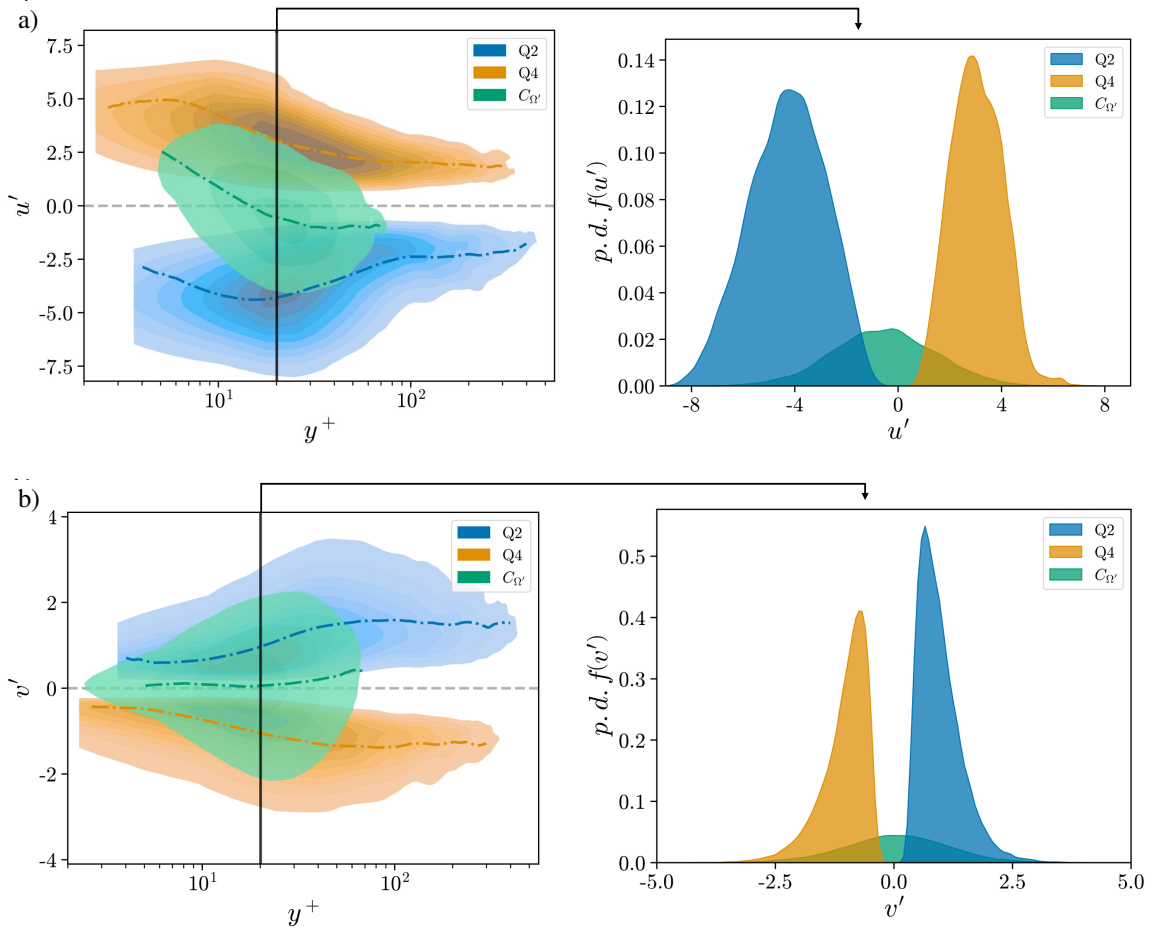 a)
7.5
5.0
2.5
0.0
-2.5
-5.0
-7.5
u′
10¹
10²
y⁺
Q2
Q4
C_Ω′
0.14
0.12
0.10
0.08
0.06
0.04
0.02
0.00
p.d.f(u′)
-8
-4
0
4
8
u′
Q2
Q4
C_Ω′
b)
4
2
0
-2
-4
v′
10¹
10²
y⁺
Q2
Q4
C_Ω′
0.5
0.4
0.3
0.2
0.1
0.0
p.d.f(v′)
-5.0
-2.5
0.0
2.5
5.0
v′
Q2
Q4
C_Ω′